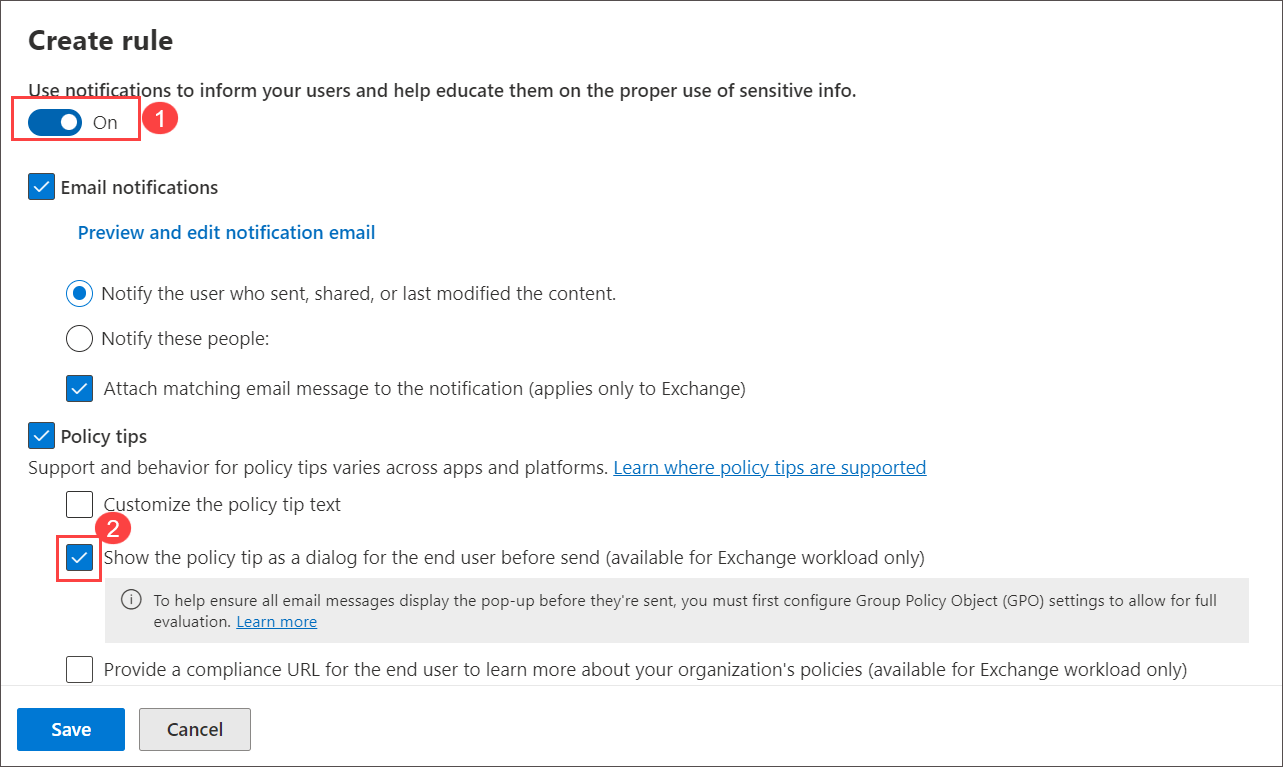 Create rule
Use notifications to inform your users and help educate them on the proper use of sensitive info.
On
1
Email notifications
Preview and edit notification email
Notify the user who sent, shared, or last modified the content.
Notify these people:
Attach matching email message to the notification (applies only to Exchange)
Policy tips
Support and behavior for policy tips varies across apps and platforms. Learn where policy tips are supported
Customize the policy tip text
2
Show the policy tip as a dialog for the end user before send (available for Exchange workload only)
To help ensure all email messages display the pop-up before they're sent, you must first configure Group Policy Object (GPO) settings to allow for full
evaluation. Learn more
Provide a compliance URL for the end user to learn more about your organization's policies (available for Exchange workload only)
Save Cancel